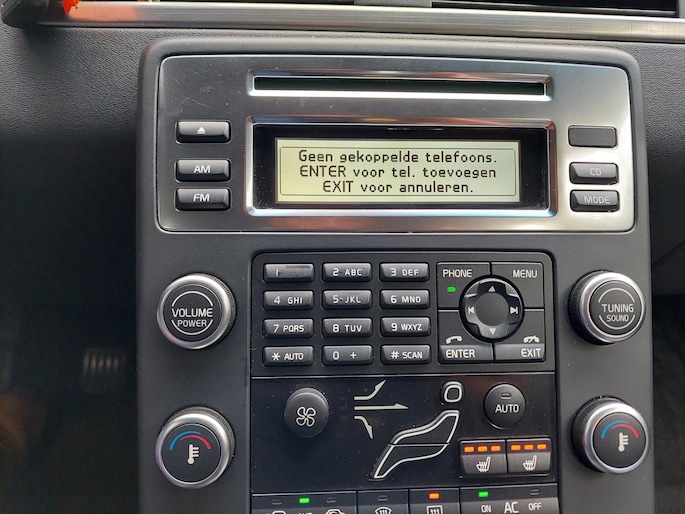 Geen gekoppelde telefoons.
ENTER voor tel. toevoegen
EXIT voor annuleren.
AM
FM
CD
MODE
VOLUME
POWER
TUNING
SOUND
1
2 ABC
3 DEF
4 GHI
5-JKL
6 MNO
7 PQRS
8 TUV
9 WXYZ
* AUTO
0 +
# SCAN
PHONE
MENU
ENTER
EXIT
AUTO
ON AC OFF